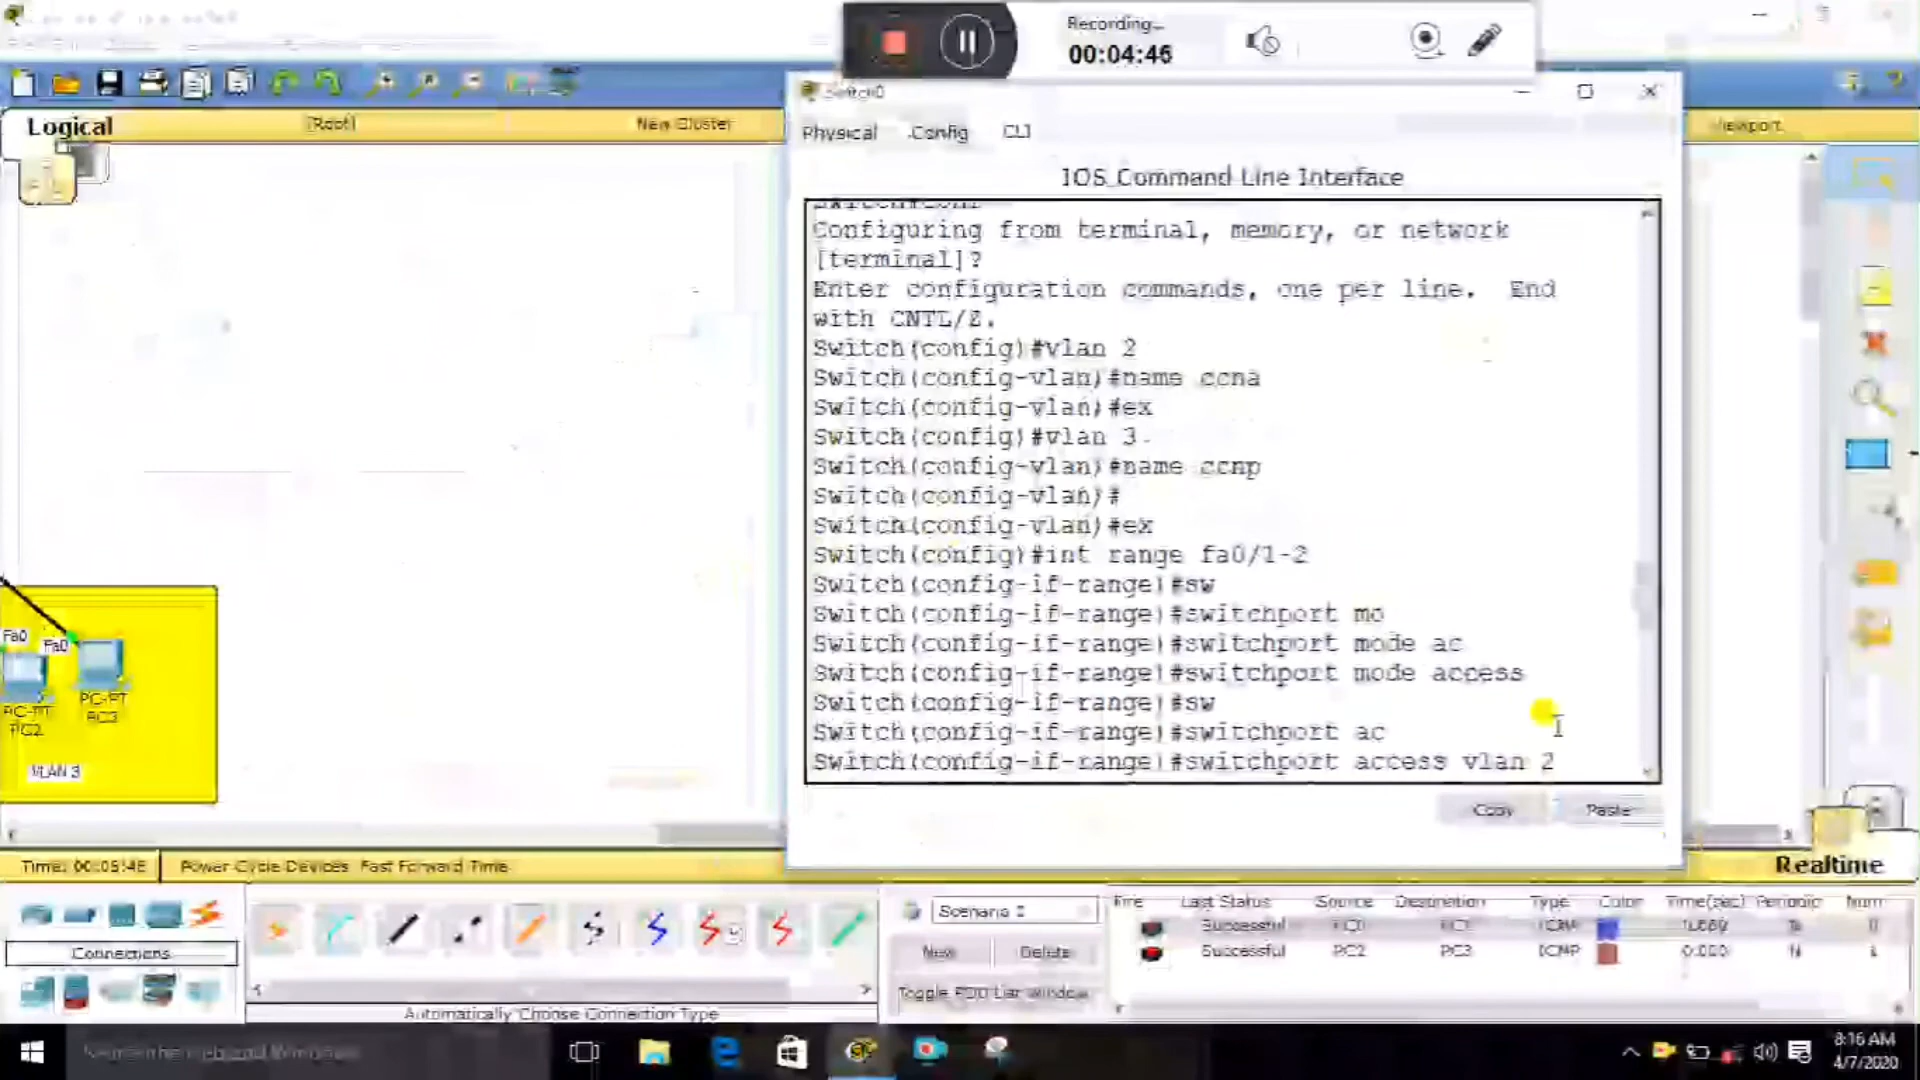 Recording...
00:04:46
Switch0
Logical
[Root]
New Cluster
Viewport
Physical
Config
CLI
IOS Command Line Interface
Configuring from terminal, memory, or network
[terminal]?
Enter configuration commands, one per line.  End
with CNTL/Z.
Switch(config)#vlan 2
Switch(config-vlan)#name ccna
Switch(config-vlan)#ex
Switch(config)#vlan 3
Switch(config-vlan)#name ccnp
Switch(config-vlan)#
Switch(config-vlan)#ex
Switch(config)#int range fa0/1-2
Switch(config-if-range)#sw
Switch(config-if-range)#switchport mo
Switch(config-if-range)#switchport mode ac
Switch(config-if-range)#switchport mode access
Switch(config-if-range)#sw
Switch(config-if-range)#switchport ac
Switch(config-if-range)#switchport access vlan 2
Fa0
Fa0
PC-PT
PC2
PC-PT
PC3
VLAN 3
Copy
Paste
Power Cycle Devices Fast Forward Time
Realtime
Fire Last Status Source Destination Type Color Time(sec) Periodic Num
Successful
Successful PC2 PC3 ICMP 0.000 N
Connections
Scenario
New
Delete
Toggle PDU List Window
Automatically Choose Connection Type
8:16 AM
4/7/2020